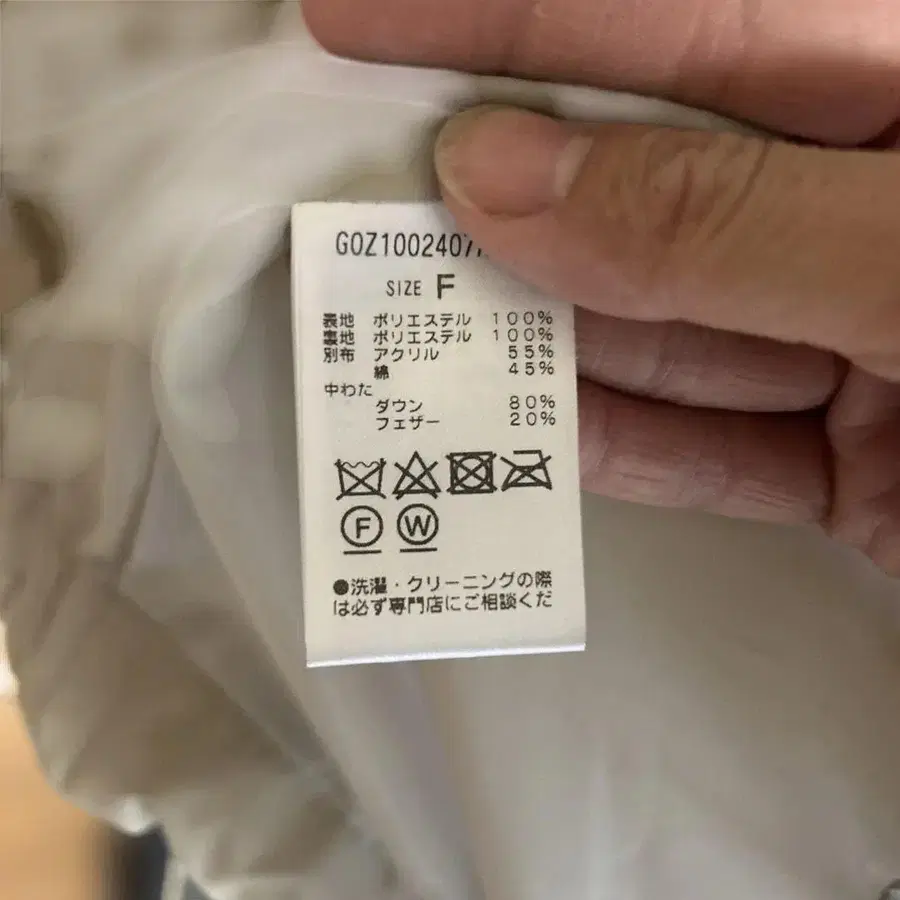 G0Z1002407
SIZE F
表地 ポリエステル 100%
裏地 ポリエステル 100%
別布 アクリル 55%
綿 45%
中わた
ダウン 80%
フェザー 20%
F W
●洗濯・クリーニングの際
は必ず専門店にご相談くだ